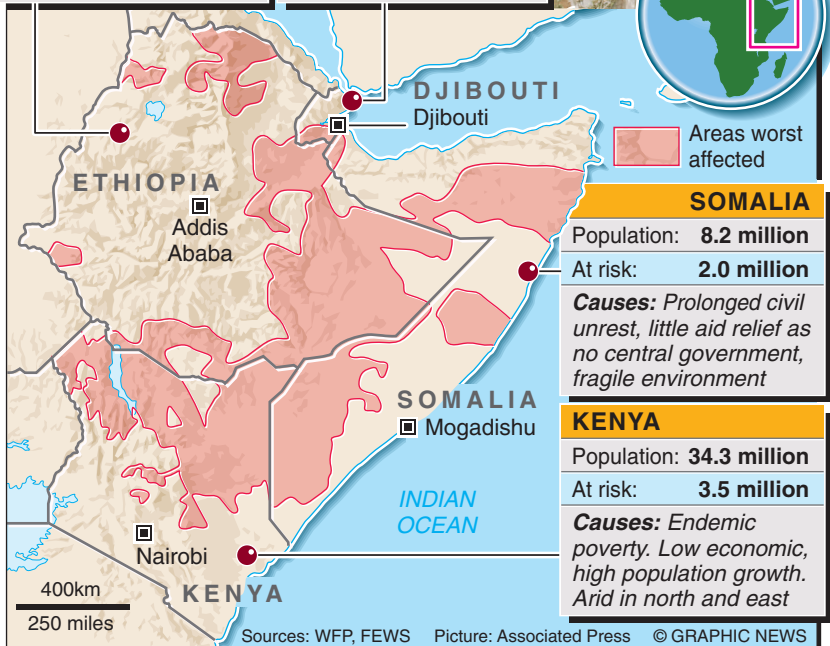 DJIBOUTI
Djibouti
Areas worst
affected
ETHIOPIA
Addis
Ababa
SOMALIA
Population: 8.2 million
At risk: 2.0 million
Causes: Prolonged civil
unrest, little aid relief as
no central government,
fragile environment
SOMALIA
Mogadishu
KENYA
Population: 34.3 million
At risk: 3.5 million
Causes: Endemic
poverty. Low economic,
high population growth.
Arid in north and east
INDIAN
OCEAN
Nairobi
KENYA
400km
250 miles
Sources: WFP, FEWS Picture: Associated Press © GRAPHIC NEWS